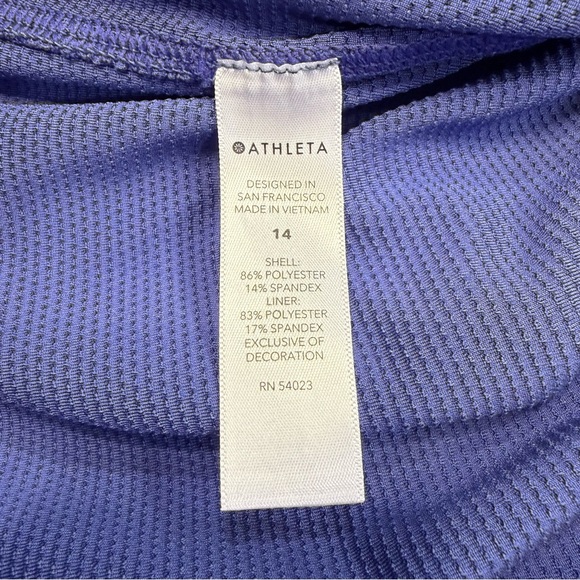 ATHLETA
DESIGNED IN
SAN FRANCISCO
MADE IN VIETNAM
14
SHELL:
86% POLYESTER
14% SPANDEX
LINER:
83% POLYESTER
17% SPANDEX
EXCLUSIVE OF
DECORATION
RN 54023